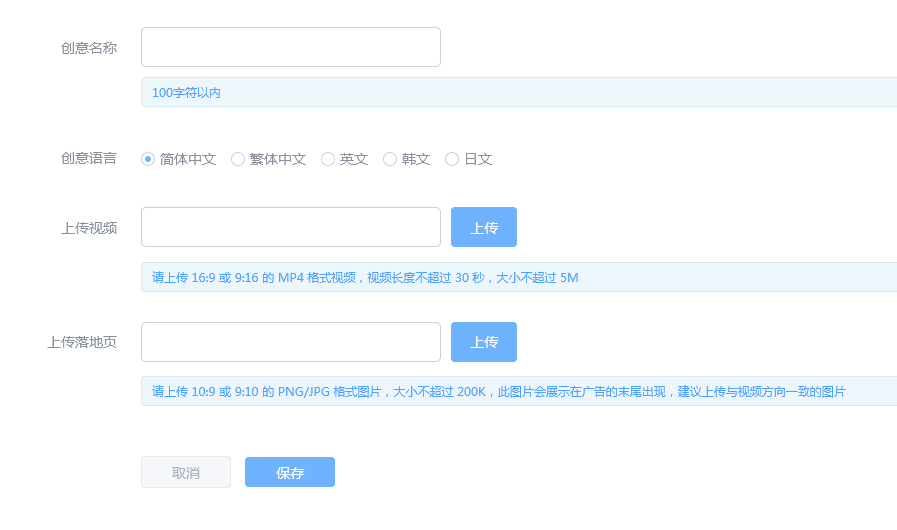 创意名称
100字符以内
创意语言 简体中文 繁体中文 英文 韩文 日文
上传视频 上传
请上传 16:9 或 9:16 的 MP4 格式视频，视频长度不超过 30 秒，大小不超过 5M
上传落地页 上传
请上传 10:9 或 9:10 的 PNG/JPG 格式图片，大小不超过 200K，此图片会展示在广告的末尾出现，建议上传与视频方向一致的图片
取消 保存